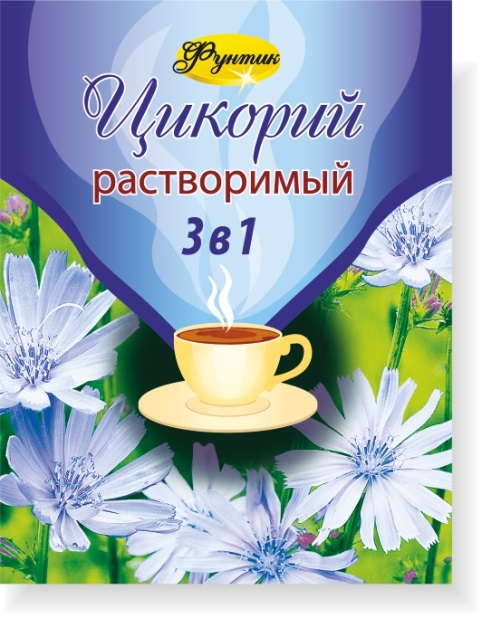 Фунтик
Цикорий
растворимый
3 в 1